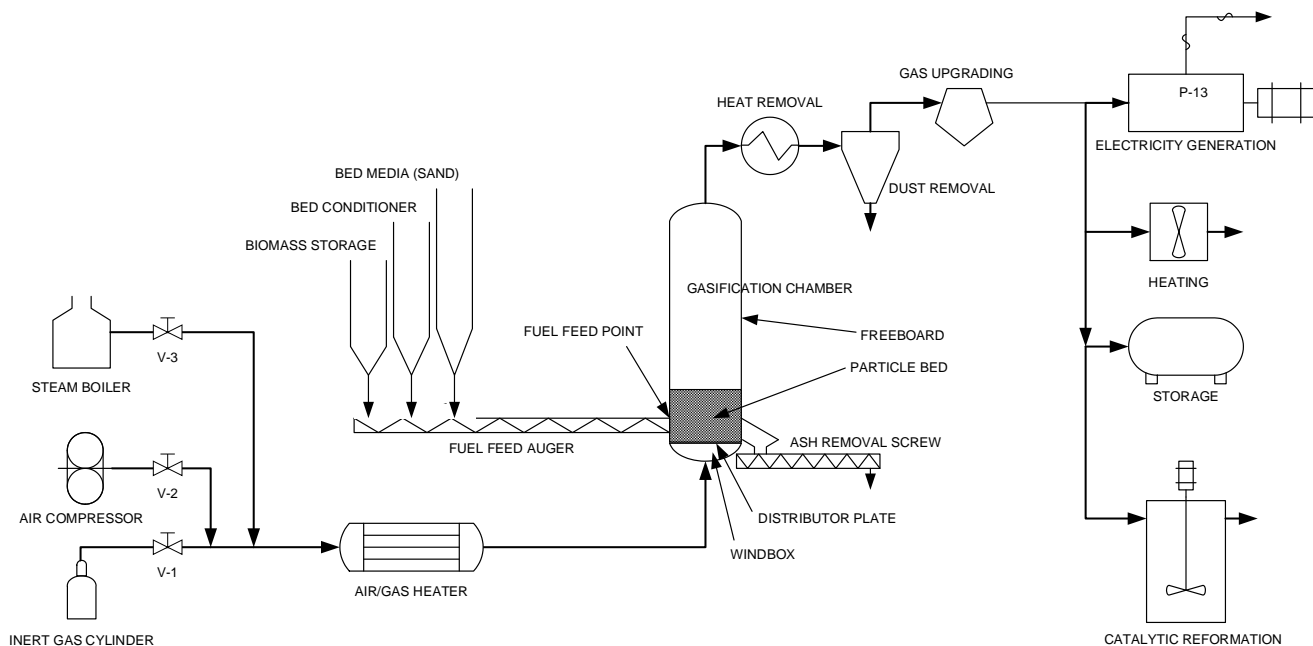 GAS UPGRADING
P-13
HEAT REMOVAL
ELECTRICITY GENERATION
BED MEDIA (SAND)
DUST REMOVAL
BED CONDITIONER
BIOMASS STORAGE
GASIFICATION CHAMBER
HEATING
FUEL FEED POINT
FREEBOARD
V-3
PARTICLE BED
STEAM BOILER
STORAGE
FUEL FEED AUGER
ASH REMOVAL SCREW
V-2
AIR COMPRESSOR
DISTRIBUTOR PLATE
WINDBOX
V-1
AIR/GAS HEATER
INERT GAS CYLINDER
CATALYTIC REFORMATION